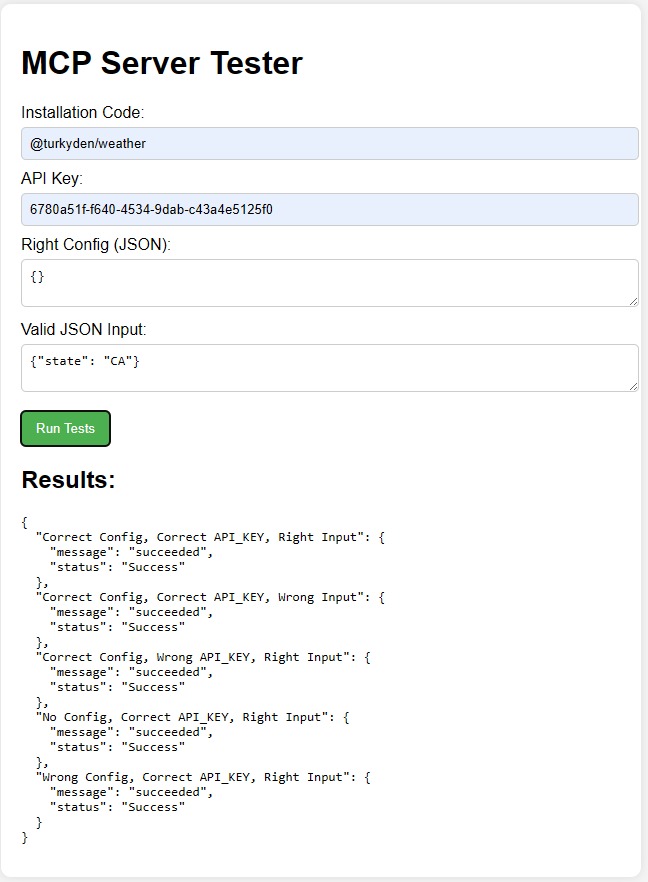 MCP Server Tester
Installation Code:
@turkyden/weather
API Key:
6780a51f-f640-4534-9dab-c43a4e5125f0
Right Config (JSON):
{}
Valid JSON Input:
{"state": "CA"}
Run Tests
Results:
{
  "Correct Config, Correct API_KEY, Right Input": {
    "message": "succeeded",
    "status": "Success"
  },
  "Correct Config, Correct API_KEY, Wrong Input": {
    "message": "succeeded",
    "status": "Success"
  },
  "Correct Config, Wrong API_KEY, Right Input": {
    "message": "succeeded",
    "status": "Success"
  },
  "No Config, Correct API_KEY, Right Input": {
    "message": "succeeded",
    "status": "Success"
  },
  "Wrong Config, Correct API_KEY, Right Input": {
    "message": "succeeded",
    "status": "Success"
  }
}